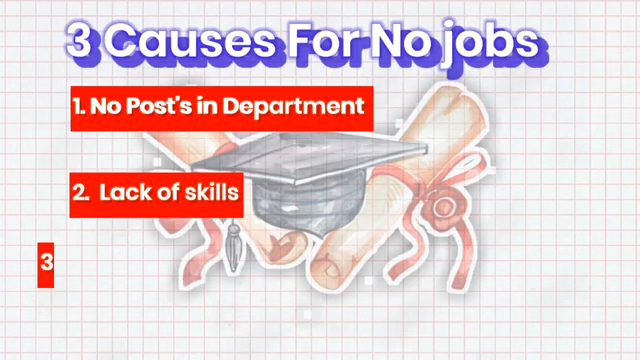 3 Causes For No jobs
1. No Post's in Department
2. Lack of skills
3